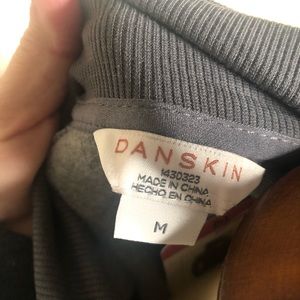 DANSKIN
1430323
MADE IN CHINA
HECHO EN CHINA
M